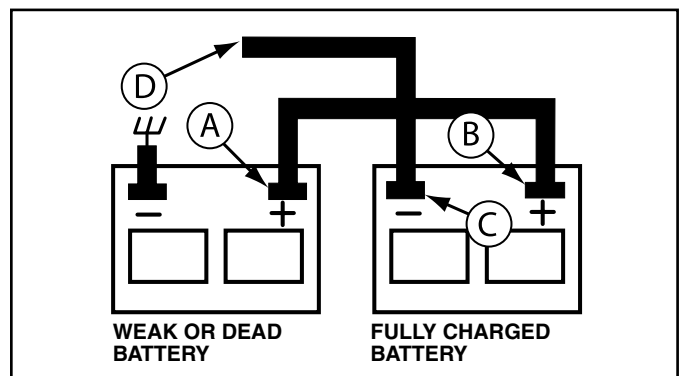 D
A
B
C
− + − +
WEAK OR DEAD
BATTERY
FULLY CHARGED
BATTERY